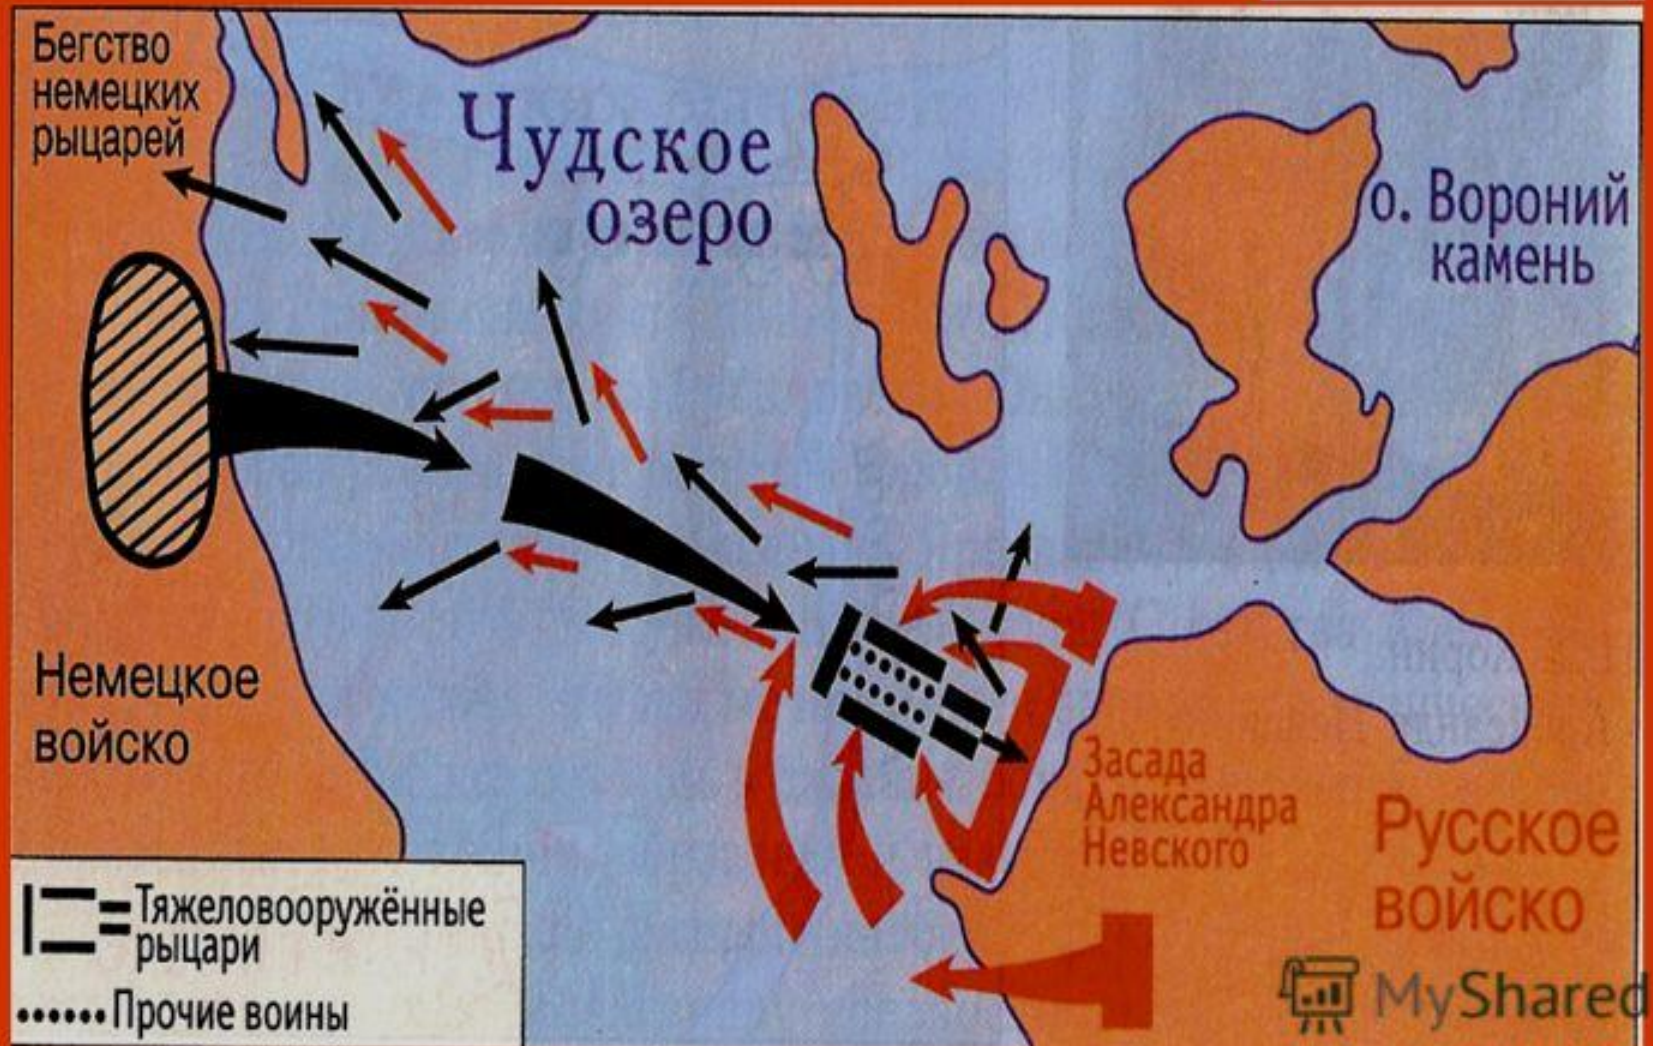 Бегство
немецких
рыцарей
Чудское
озеро
о. Вороний
камень
Немецкое
войско
Засада
Александра
Невского
Русское
войско
Тяжеловооружённые
рыцари
Прочие воины
MyShared